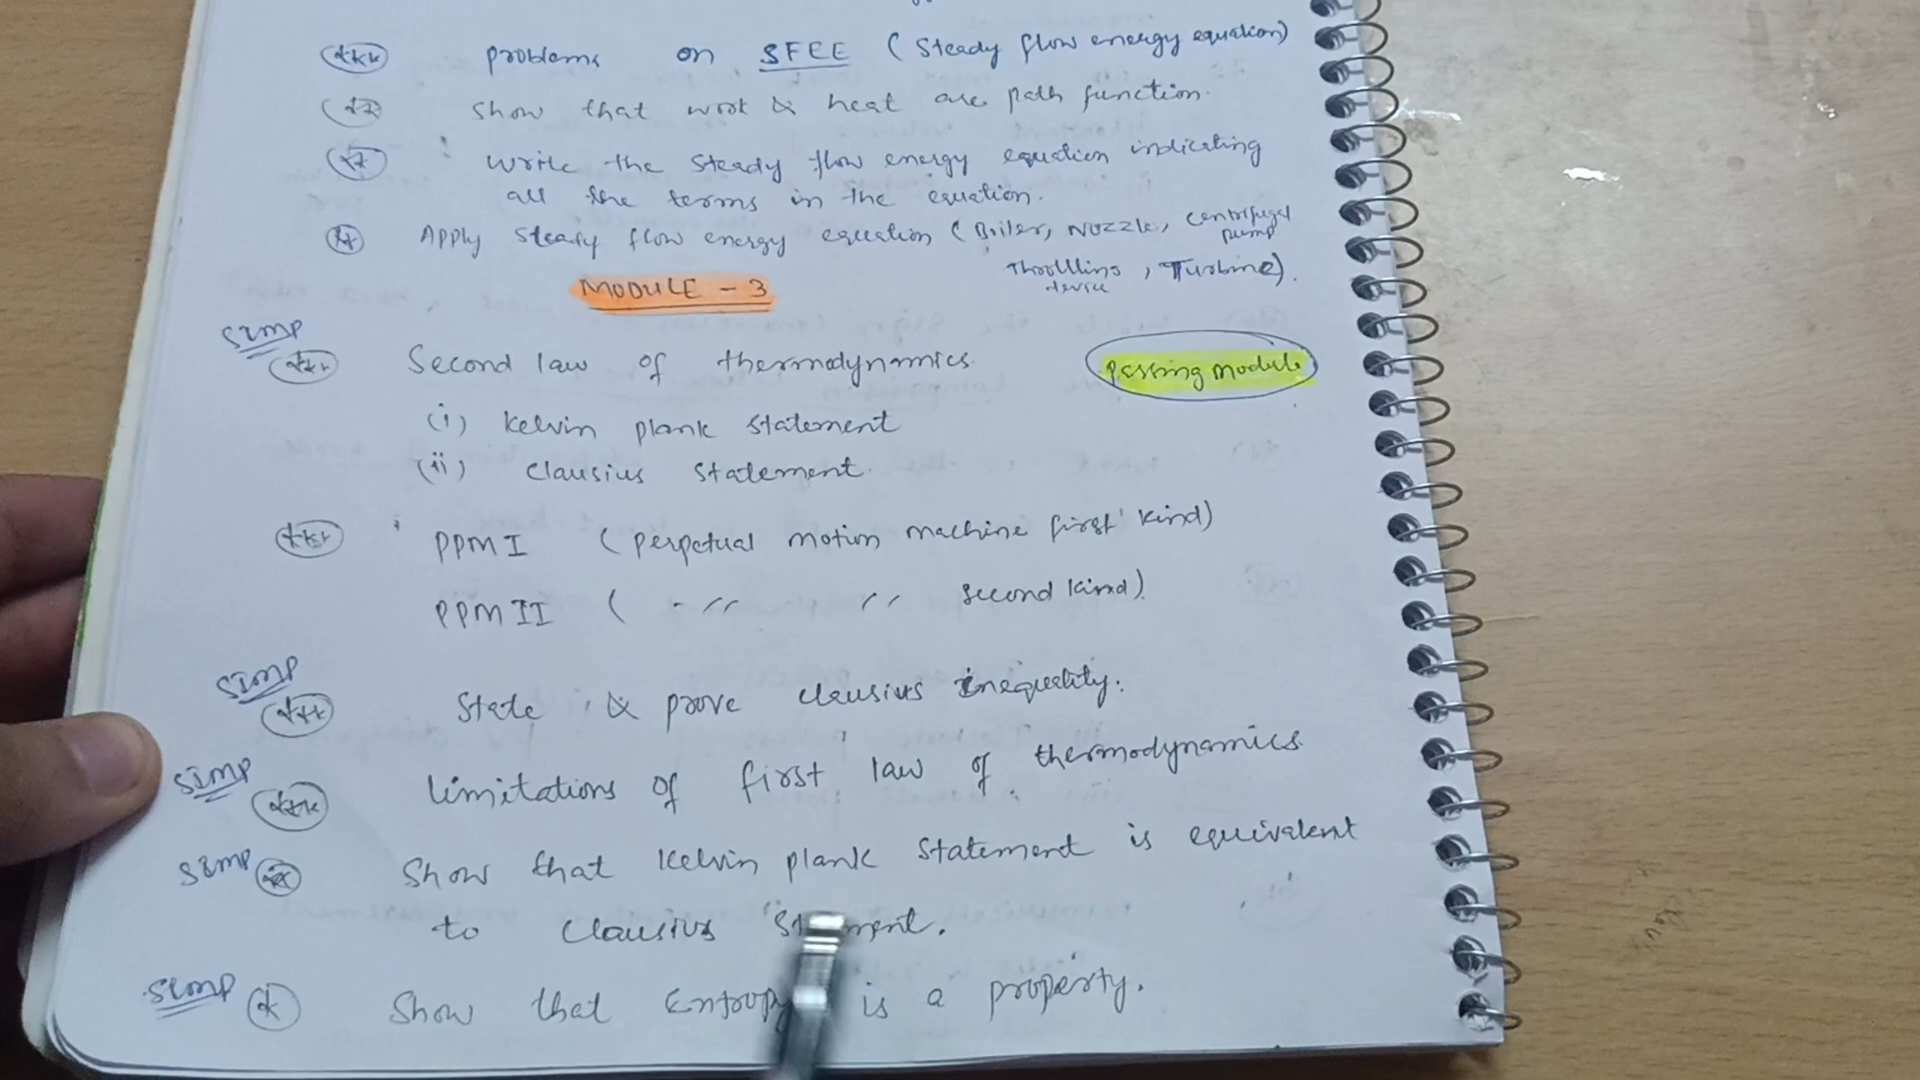 problems on SFEE ( Steady flow energy equation)
show that work & heat are path function.
write the steady flow energy equation indicating
all the terms in the equation.
Apply steady flow energy equation ( Boiler, Nozzle, centrifugal
pump
Throttling , Turbine).
device
MODULE - 3
SIMP
Second law of thermodynamics.
Passing module
(i) Kelvin plank statement
(ii) clausius statement.
PPM I ( perpetual motion machine first kind)
PPM II ( - '' '' second kind).
SIMP
State & prove clausius inequality.
SIMP
limitations of first law of thermodynamics
SIMP
Show that Kelvin plank statement is equivalent
to clausius
SIMP
Show that Entropy is a property.